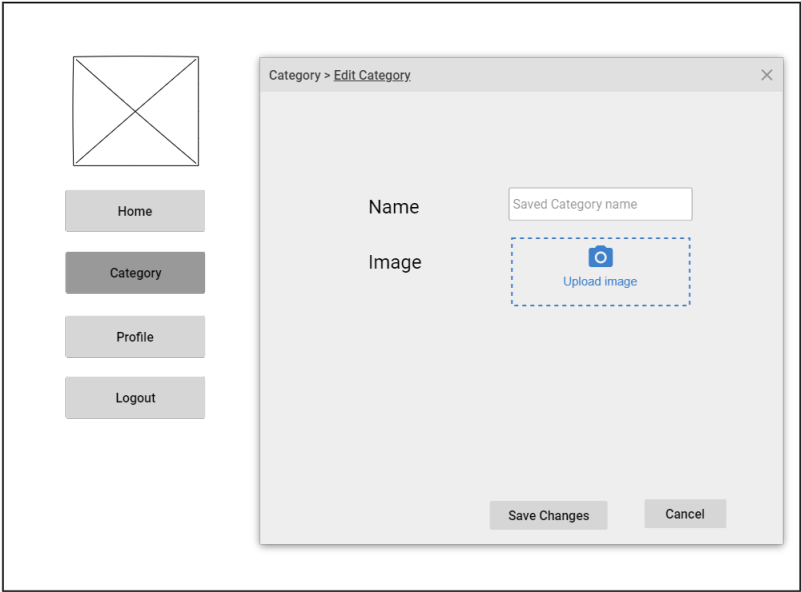 Home
Category
Profile
Logout
Category > Edit Category
Name
Saved Category name
Image
Upload image
Save Changes
Cancel